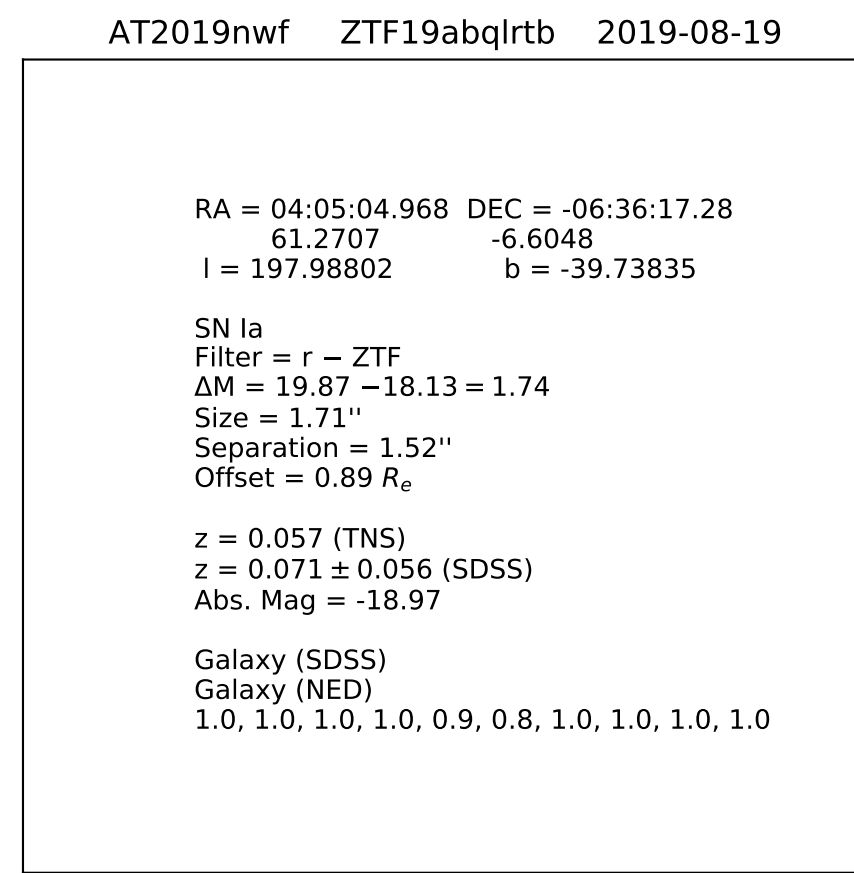 AT2019nwf ZTF19abqlrtb 2019-08-19
RA = 04:05:04.968 DEC = -06:36:17.28
61.2707 -6.6048
l = 197.98802 b = -39.73835
SN Ia
Filter = r − ZTF
ΔM = 19.87 −18.13 = 1.74
Size = 1.71''
Separation = 1.52''
Offset = 0.89 Rₑ
z = 0.057 (TNS)
z = 0.071 ± 0.056 (SDSS)
Abs. Mag = -18.97
Galaxy (SDSS)
Galaxy (NED)
1.0, 1.0, 1.0, 1.0, 0.9, 0.8, 1.0, 1.0, 1.0, 1.0